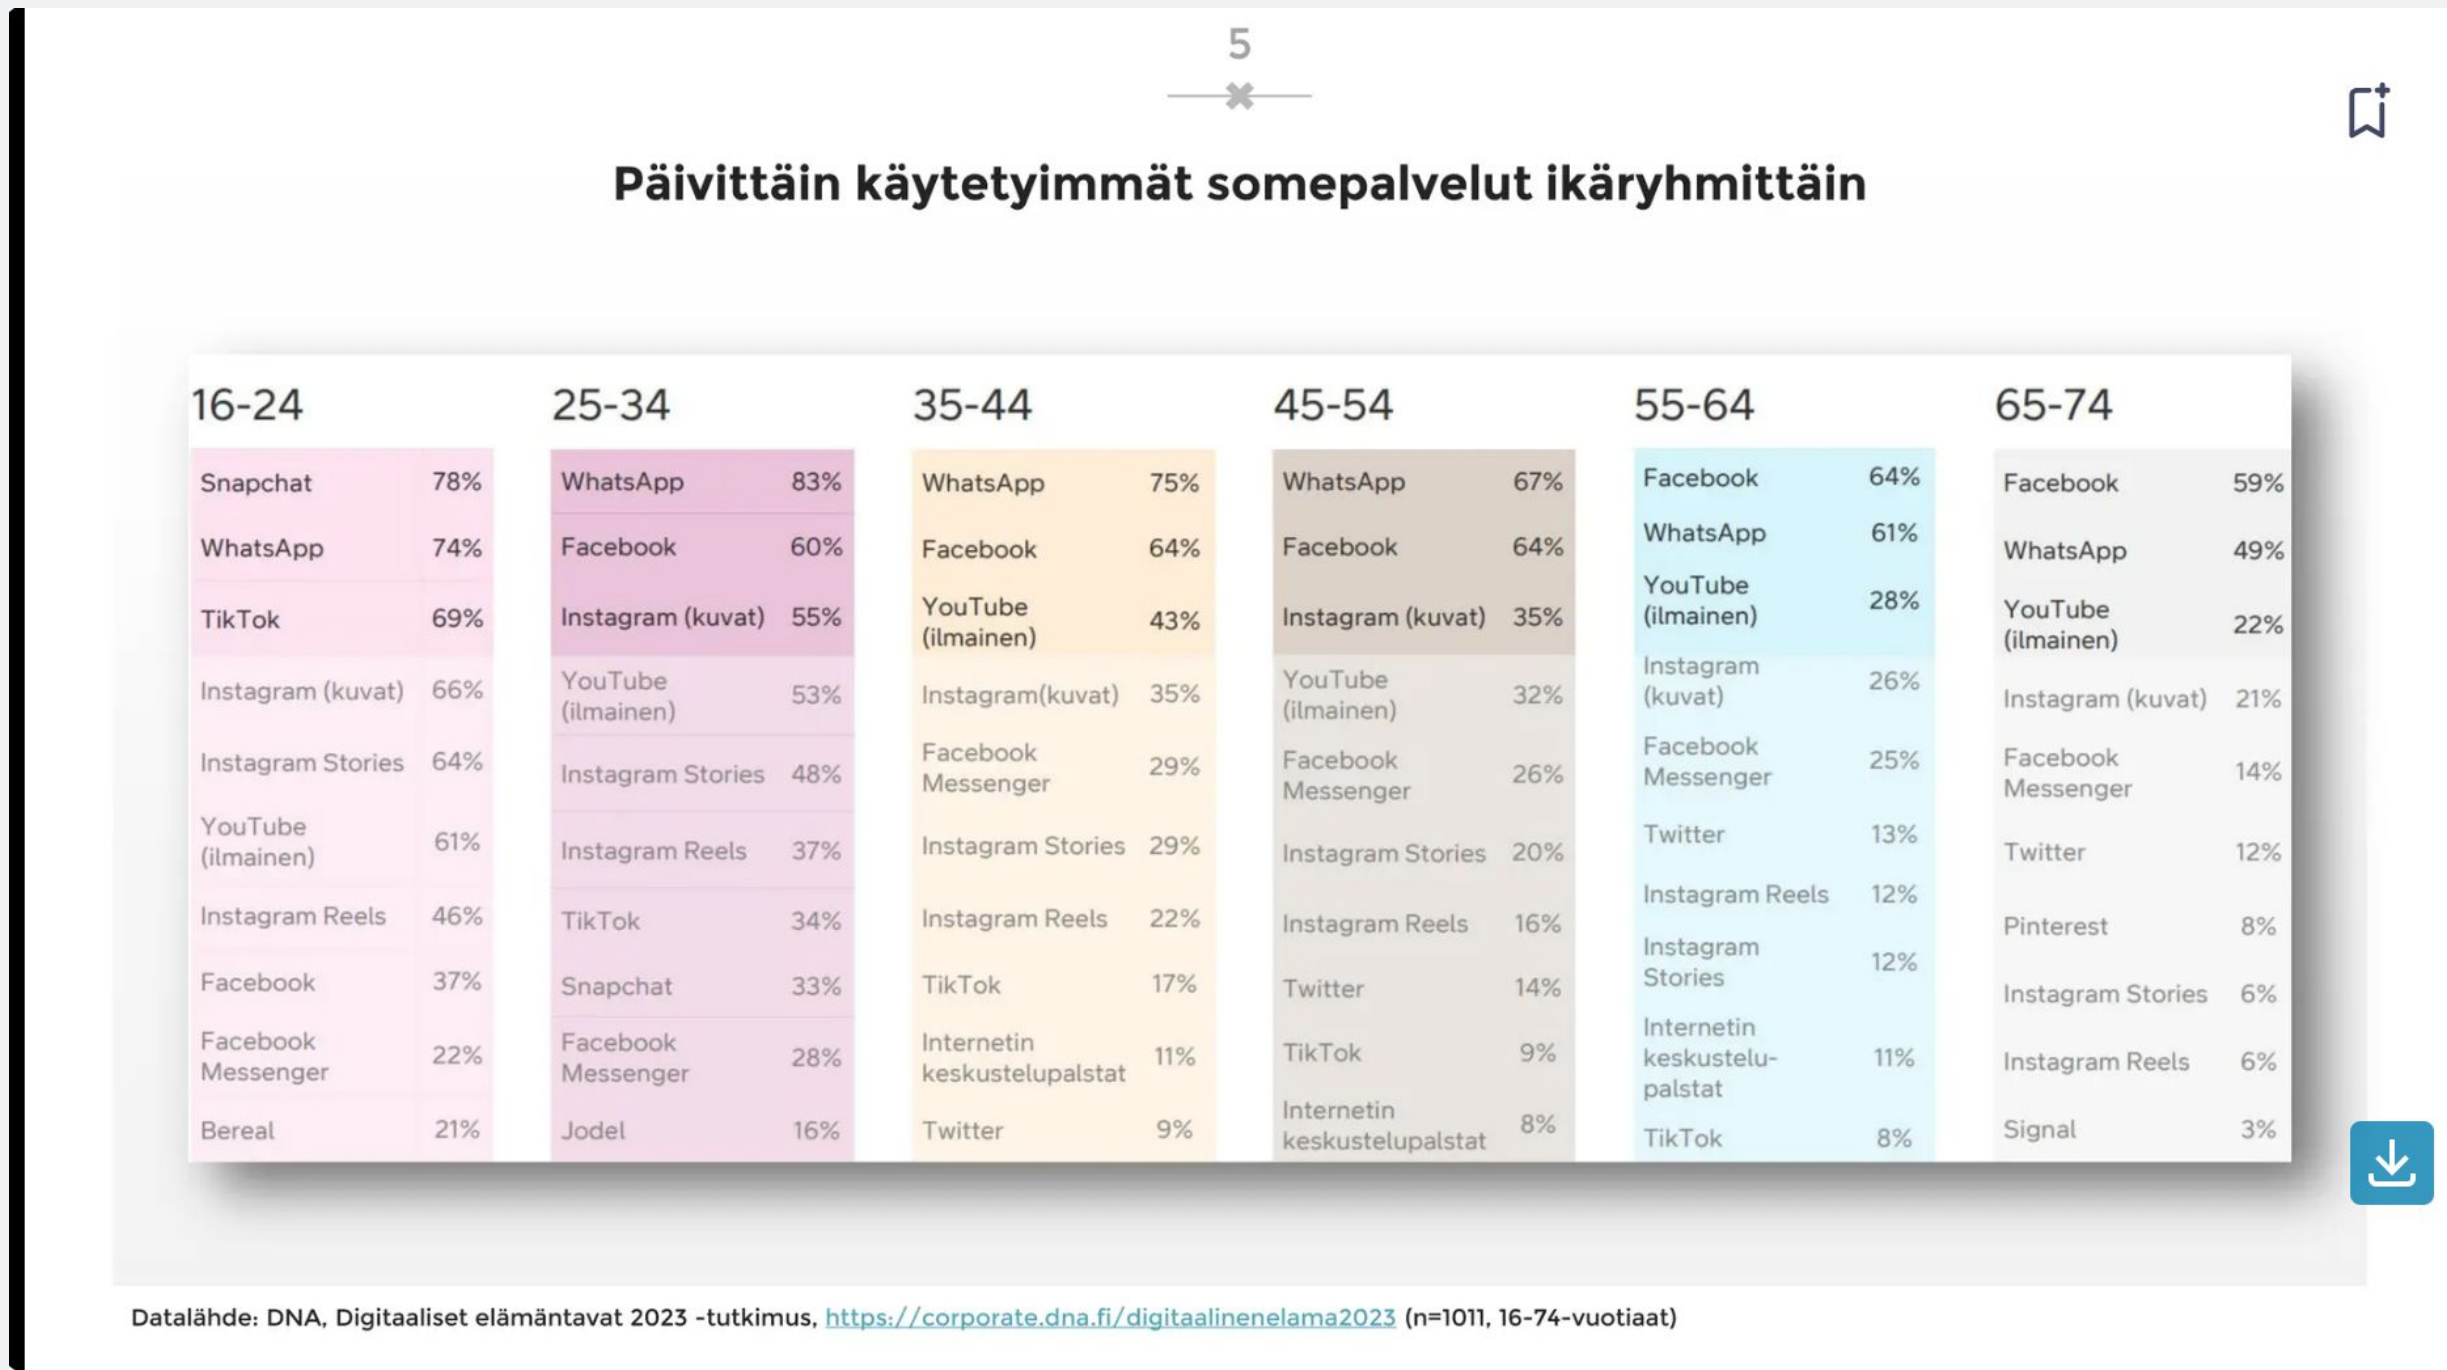 5
Päivittäin käytetyimmät somepalvelut ikäryhmittäin
16-24
Snapchat 78%
WhatsApp 74%
TikTok 69%
Instagram (kuvat) 66%
Instagram Stories 64%
YouTube
(ilmainen) 61%
Instagram Reels 46%
Facebook 37%
Facebook
Messenger 22%
Bereal 21%
25-34
WhatsApp 83%
Facebook 60%
Instagram (kuvat) 55%
YouTube
(ilmainen) 53%
Instagram Stories 48%
Instagram Reels 37%
TikTok 34%
Snapchat 33%
Facebook
Messenger 28%
Jodel 16%
35-44
WhatsApp 75%
Facebook 64%
YouTube
(ilmainen) 43%
Instagram(kuvat) 35%
Facebook
Messenger 29%
Instagram Stories 29%
Instagram Reels 22%
TikTok 17%
Internetin
keskustelupalstat 11%
Twitter 9%
45-54
WhatsApp 67%
Facebook 64%
Instagram (kuvat) 35%
YouTube
(ilmainen) 32%
Facebook
Messenger 26%
Instagram Stories 20%
Instagram Reels 16%
Twitter 14%
TikTok 9%
Internetin
keskustelupalstat 8%
55-64
Facebook 64%
WhatsApp 61%
YouTube
(ilmainen) 28%
Instagram
(kuvat) 26%
Facebook
Messenger 25%
Twitter 13%
Instagram Reels 12%
Instagram
Stories 12%
Internetin
keskustelu-
palstat 11%
TikTok 8%
65-74
Facebook 59%
WhatsApp 49%
YouTube
(ilmainen) 22%
Instagram (kuvat) 21%
Facebook
Messenger 14%
Twitter 12%
Pinterest 8%
Instagram Stories 6%
Instagram Reels 6%
Signal 3%
Datalähde: DNA, Digitaaliset elämäntavat 2023 -tutkimus, https://corporate.dna.fi/digitaalinenelama2023 (n=1011, 16-74-vuotiaat)